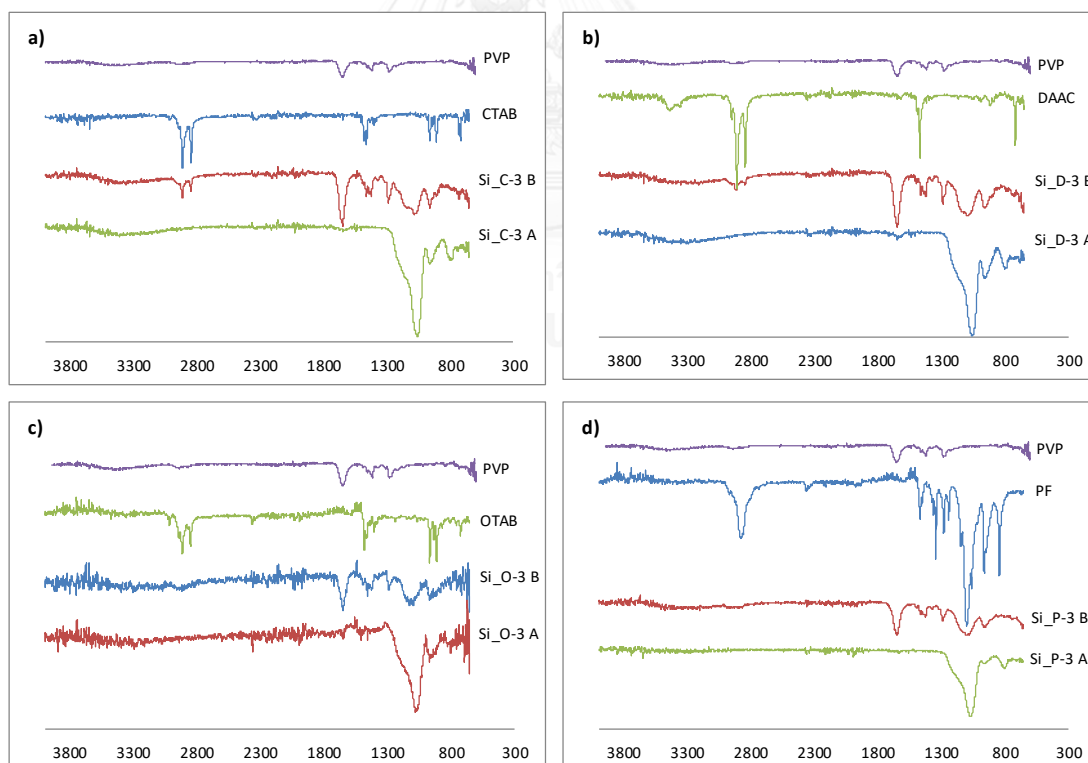 a)
PVP
CTAB
Si_C-3 B
Si_C-3 A
3800 3300 2800 2300 1800 1300 800 300
b)
PVP
DAAC
Si_D-3 B
Si_D-3 A
3800 3300 2800 2300 1800 1300 800 300
c)
PVP
OTAB
Si_O-3 B
Si_O-3 A
3800 3300 2800 2300 1800 1300 800 300
d)
PVP
PF
Si_P-3 B
Si_P-3 A
3800 3300 2800 2300 1800 1300 800 300